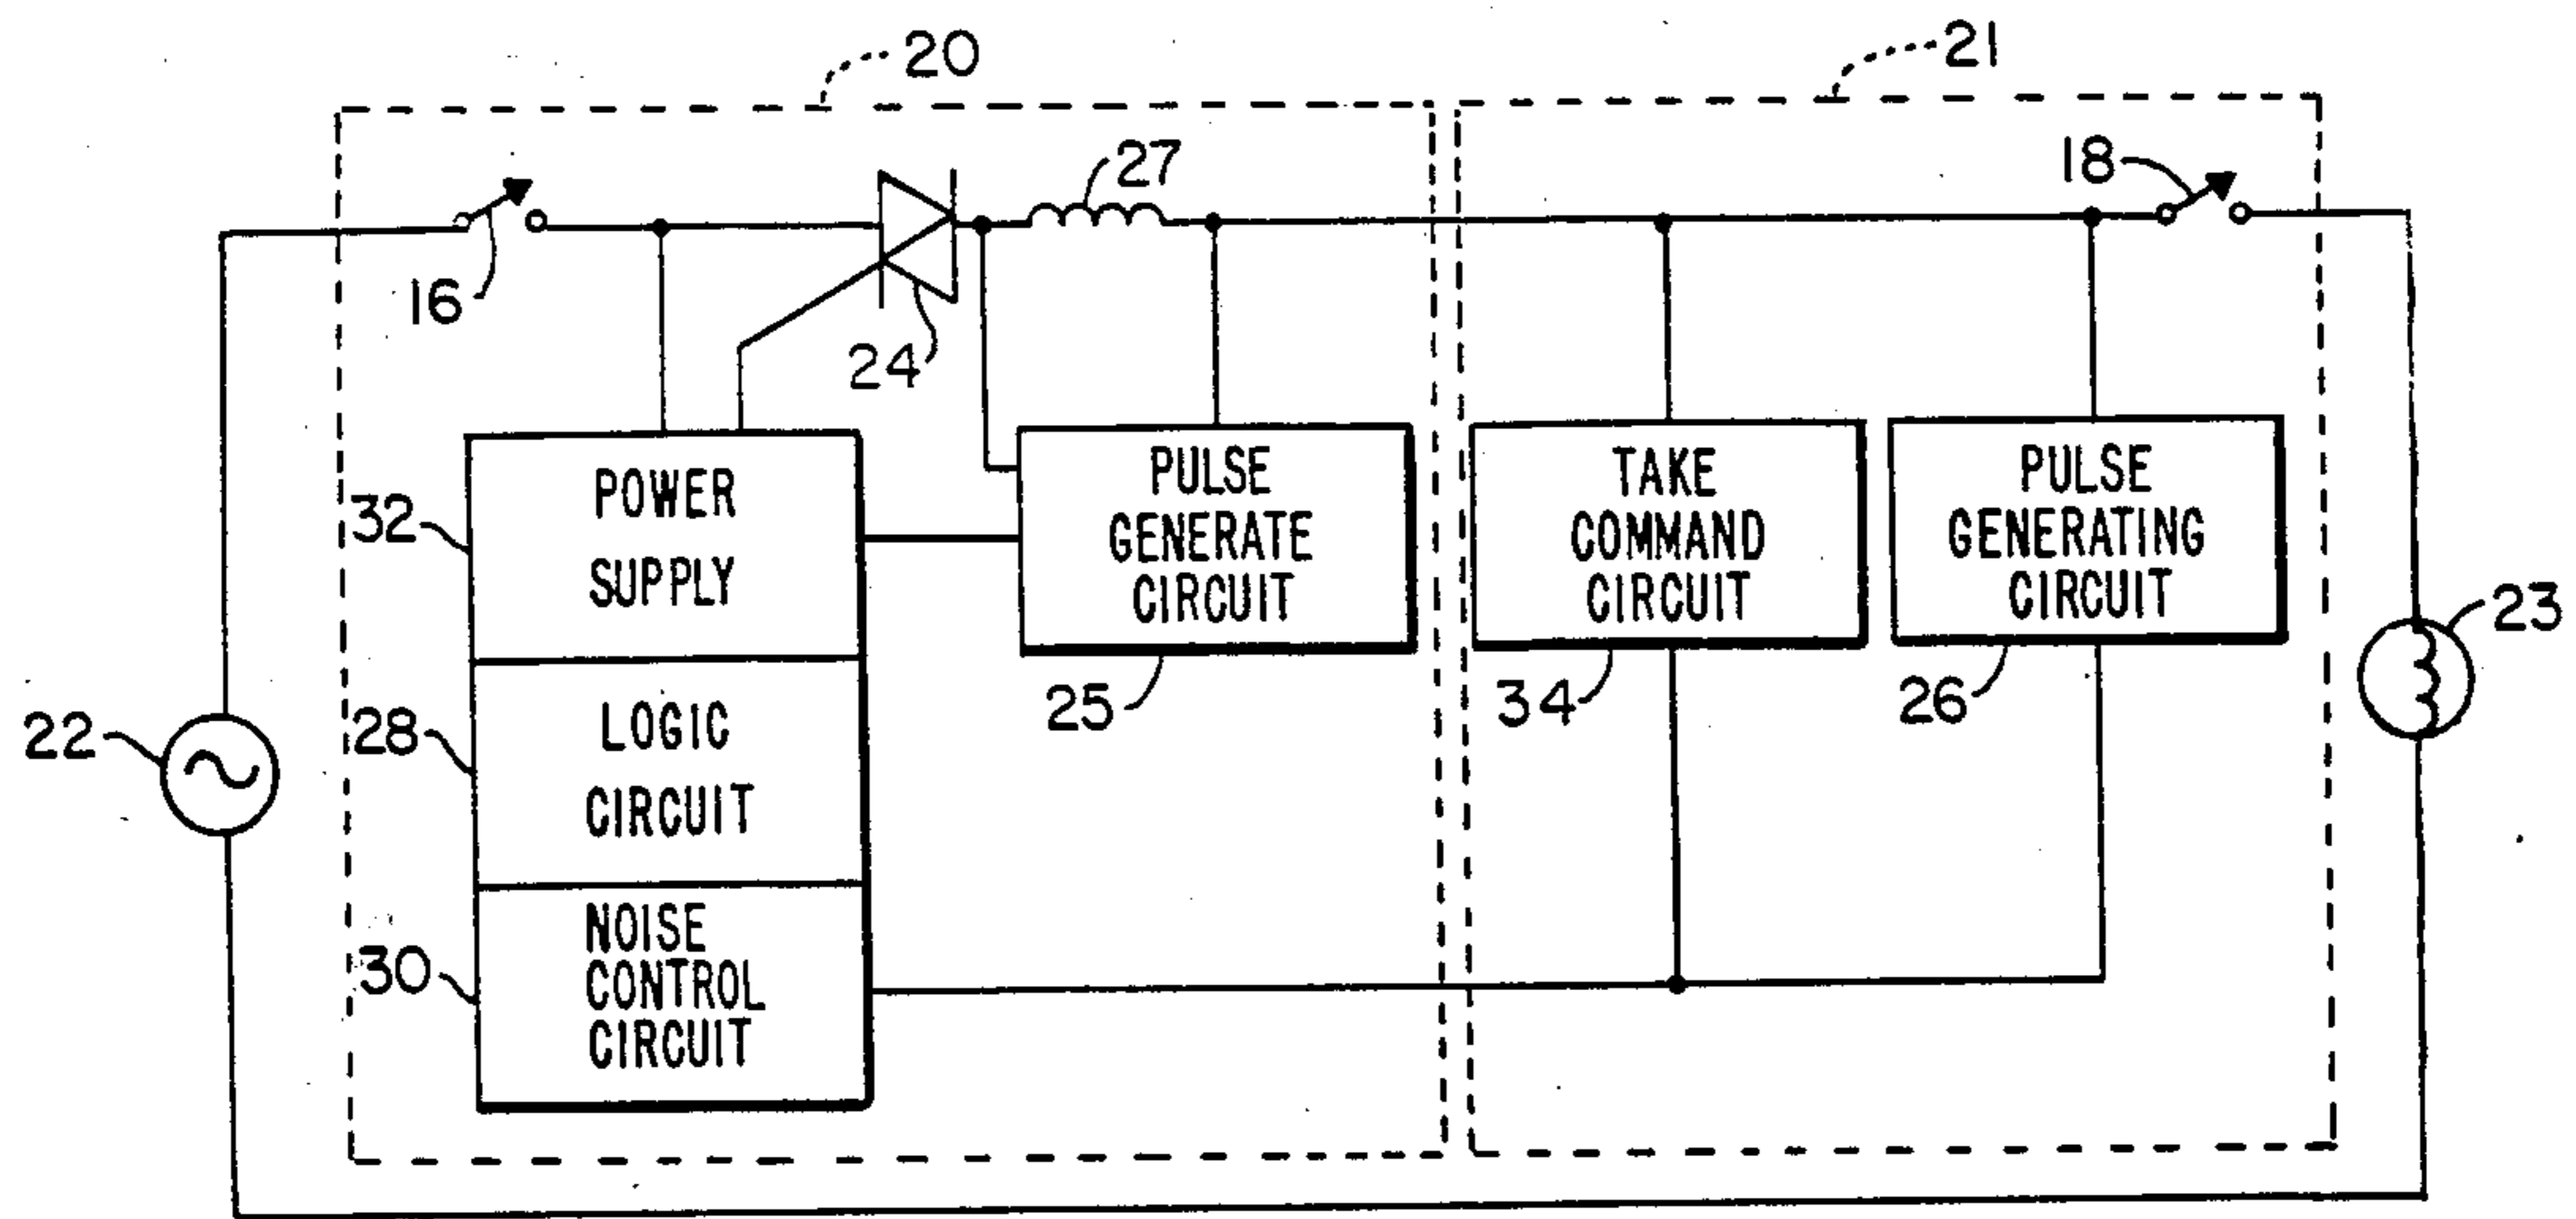 20
21
16
24
27
18
32
POWER
SUPPLY
PULSE
GENERATE
CIRCUIT
25
TAKE
COMMAND
CIRCUIT
34
PULSE
GENERATING
CIRCUIT
26
23
22
28
LOGIC
CIRCUIT
30
NOISE
CONTROL
CIRCUIT